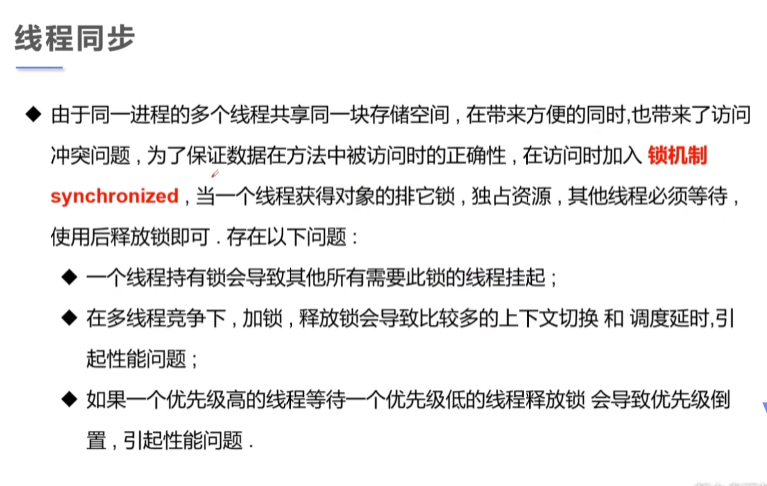 线程同步
◆ 由于同一进程的多个线程共享同一块存储空间 , 在带来方便的同时,也带来了访问
冲突问题 , 为了保证数据在方法中被访问时的正确性 , 在访问时加入 锁机制
synchronized , 当一个线程获得对象的排它锁 , 独占资源 , 其他线程必须等待 ,
使用后释放锁即可 . 存在以下问题 :
◆ 一个线程持有锁会导致其他所有需要此锁的线程挂起 ;
◆ 在多线程竞争下 , 加锁 , 释放锁会导致比较多的上下文切换 和 调度延时,引
起性能问题 ;
◆ 如果一个优先级高的线程等待一个优先级低的线程释放锁 会导致优先级倒
置 , 引起性能问题 .